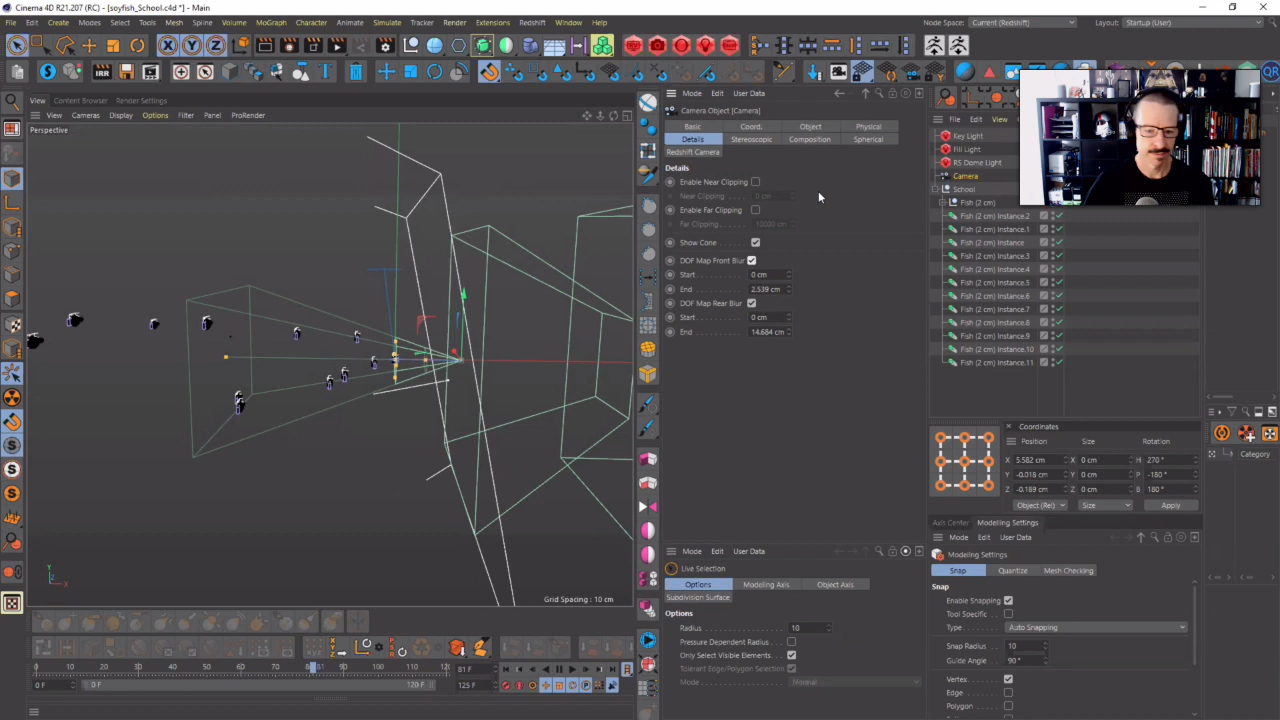 Cinema 4D R21.207 (RC) - [soyfish_School.c4d *] - Main
File Edit Create Modes Select Tools Mesh Spline Volume MoGraph Character Animate Simulate Tracker Render Extensions Redshift Window Help
Node Space: Current (Redshift) Layout: Startup (User)
IRR
View Content Browser Render Settings
View Cameras Display Options Filter Panel ProRender
Perspective
Grid Spacing : 10 cm
Y
X
Mode Edit User Data
Camera Object [Camera]
Basic Coord. Object Physical
Details Stereoscopic Composition Spherical
Redshift Camera
Details
Enable Near Clipping
Near Clipping 0 cm
Enable Far Clipping
Far Clipping 10000 cm
Show Cone
DOF Map Front Blur
Start 0 cm
End 2.539 cm
DOF Map Rear Blur
Start 0 cm
End 14.684 cm
Mode Edit User Data
Live Selection
Options Modeling Axis Object Axis
Subdivision Surface
Options
Radius 10
Pressure Dependent Radius
Only Select Visible Elements
Tolerant Edge/Polygon Selection
Mode Normal
File Edit View
Key Light
Fill Light
RS Dome Light
Camera
School
Fish (2 cm)
Fish (2 cm) Instance.2
Fish (2 cm) Instance.1
Fish (2 cm) Instance
Fish (2 cm) Instance.3
Fish (2 cm) Instance.4
Fish (2 cm) Instance.5
Fish (2 cm) Instance.6
Fish (2 cm) Instance.7
Fish (2 cm) Instance.8
Fish (2 cm) Instance.9
Fish (2 cm) Instance.10
Fish (2 cm) Instance.11
Coordinates
Position Size Rotation
X 5.582 cm X 0 cm H 270 °
Y -0.018 cm Y 0 cm P -180 °
Z -0.189 cm Z 0 cm B 180 °
Object (Rel) Size Apply
Category
Axis Center Modelling Settings
Mode Edit User Data
Modeling Settings
Snap Quantize Mesh Checking
Snap
Enable Snapping
Tool Specific
Type Auto Snapping
Snap Radius 10
Guide Angle 90 °
Vertex
Edge
Polygon
0 10 20 30 40 50 60 70 81 90 100 110 120
81 F
0 F 0 F 120 F 125 F